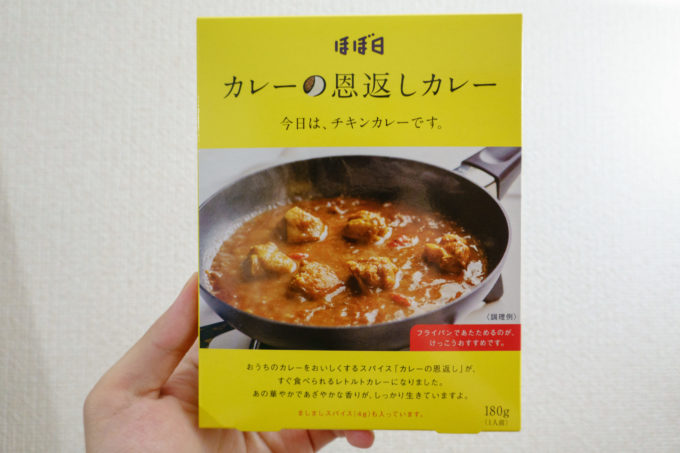 ほぼ日
カレーの恩返しカレー
今日は、チキンカレーです。
〈調理例〉
フライパンであたためるのが、
けっこうおすすめです。
おうちのカレーをおいしくするスパイス「カレーの恩返し」が、
すぐ食べられるレトルトカレーになりました。
あの華やかであざやかな香りが、しっかり生きていますよ。
ましましスパイス(4g)も入っています。
180g
(1人前)